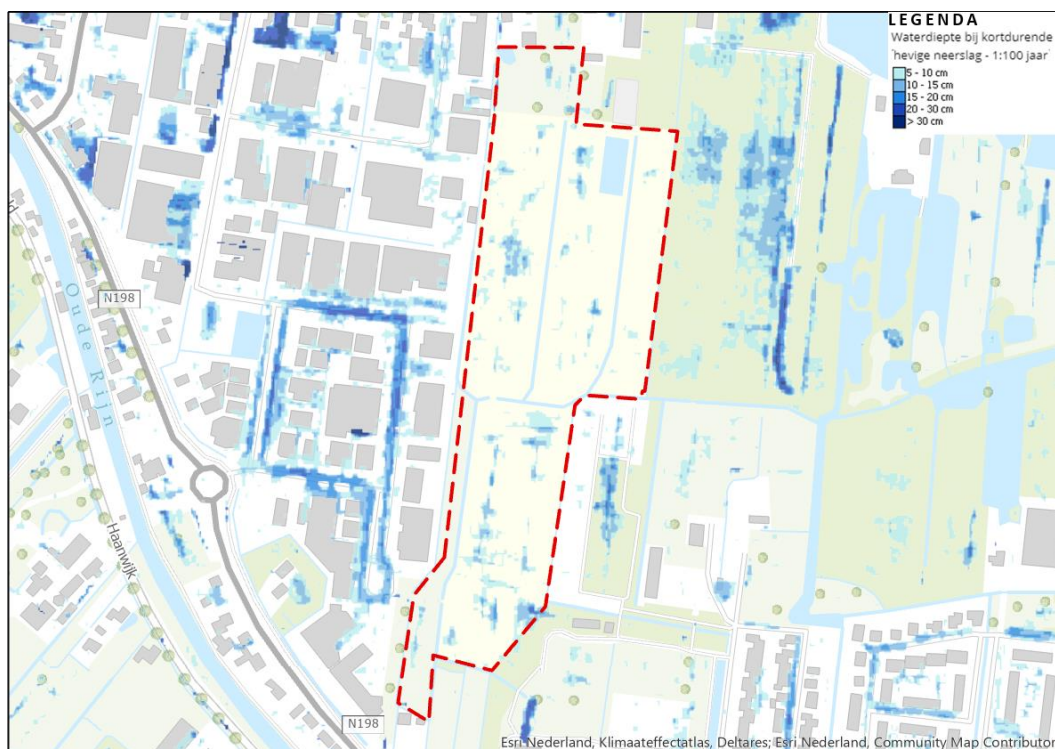 LEGENDA
Waterdiepte bij kortdurende
hevige neerslag - 1:100 jaar
5 - 10 cm
10 - 15 cm
15 - 20 cm
20 - 30 cm
> 30 cm
N198
Oude Rijn
Haanwijk
N198
Esri Nederland, Klimaateffectatlas, Deltares; Esri Nederland, Community Map Contributor